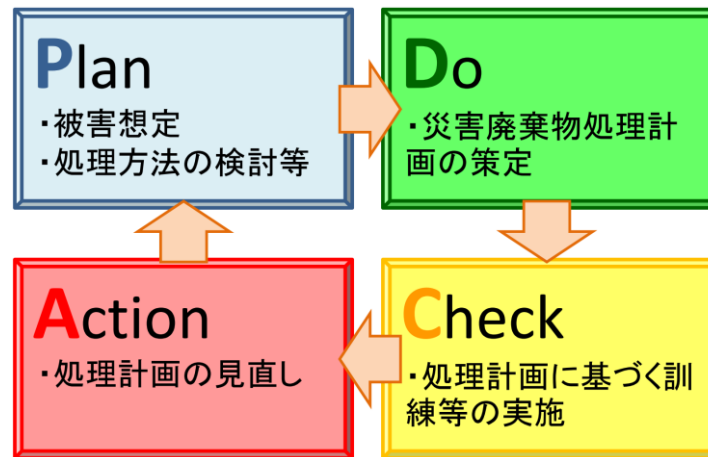 Plan
・被害想定
・処理方法の検討等
Do
・災害廃棄物処理計
画の策定
Action
・処理計画の見直し
Check
・処理計画に基づく訓
練等の実施